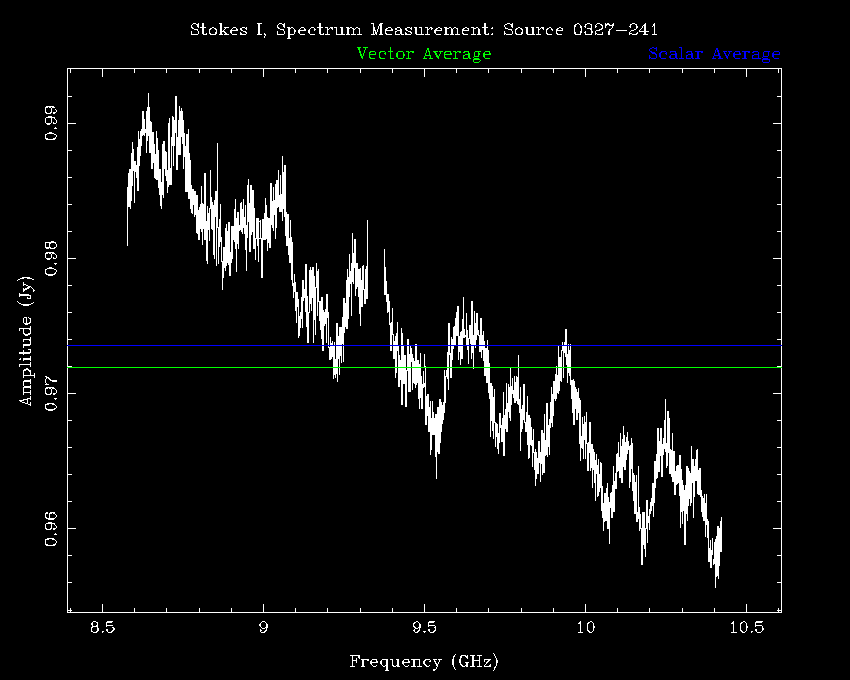 Stokes I, Spectrum Measurement: Source 0327−241
Vector Average Scalar Average
0.99
0.98
0.97
0.96
Amplitude (Jy)
8.5 9 9.5 10 10.5
Frequency (GHz)